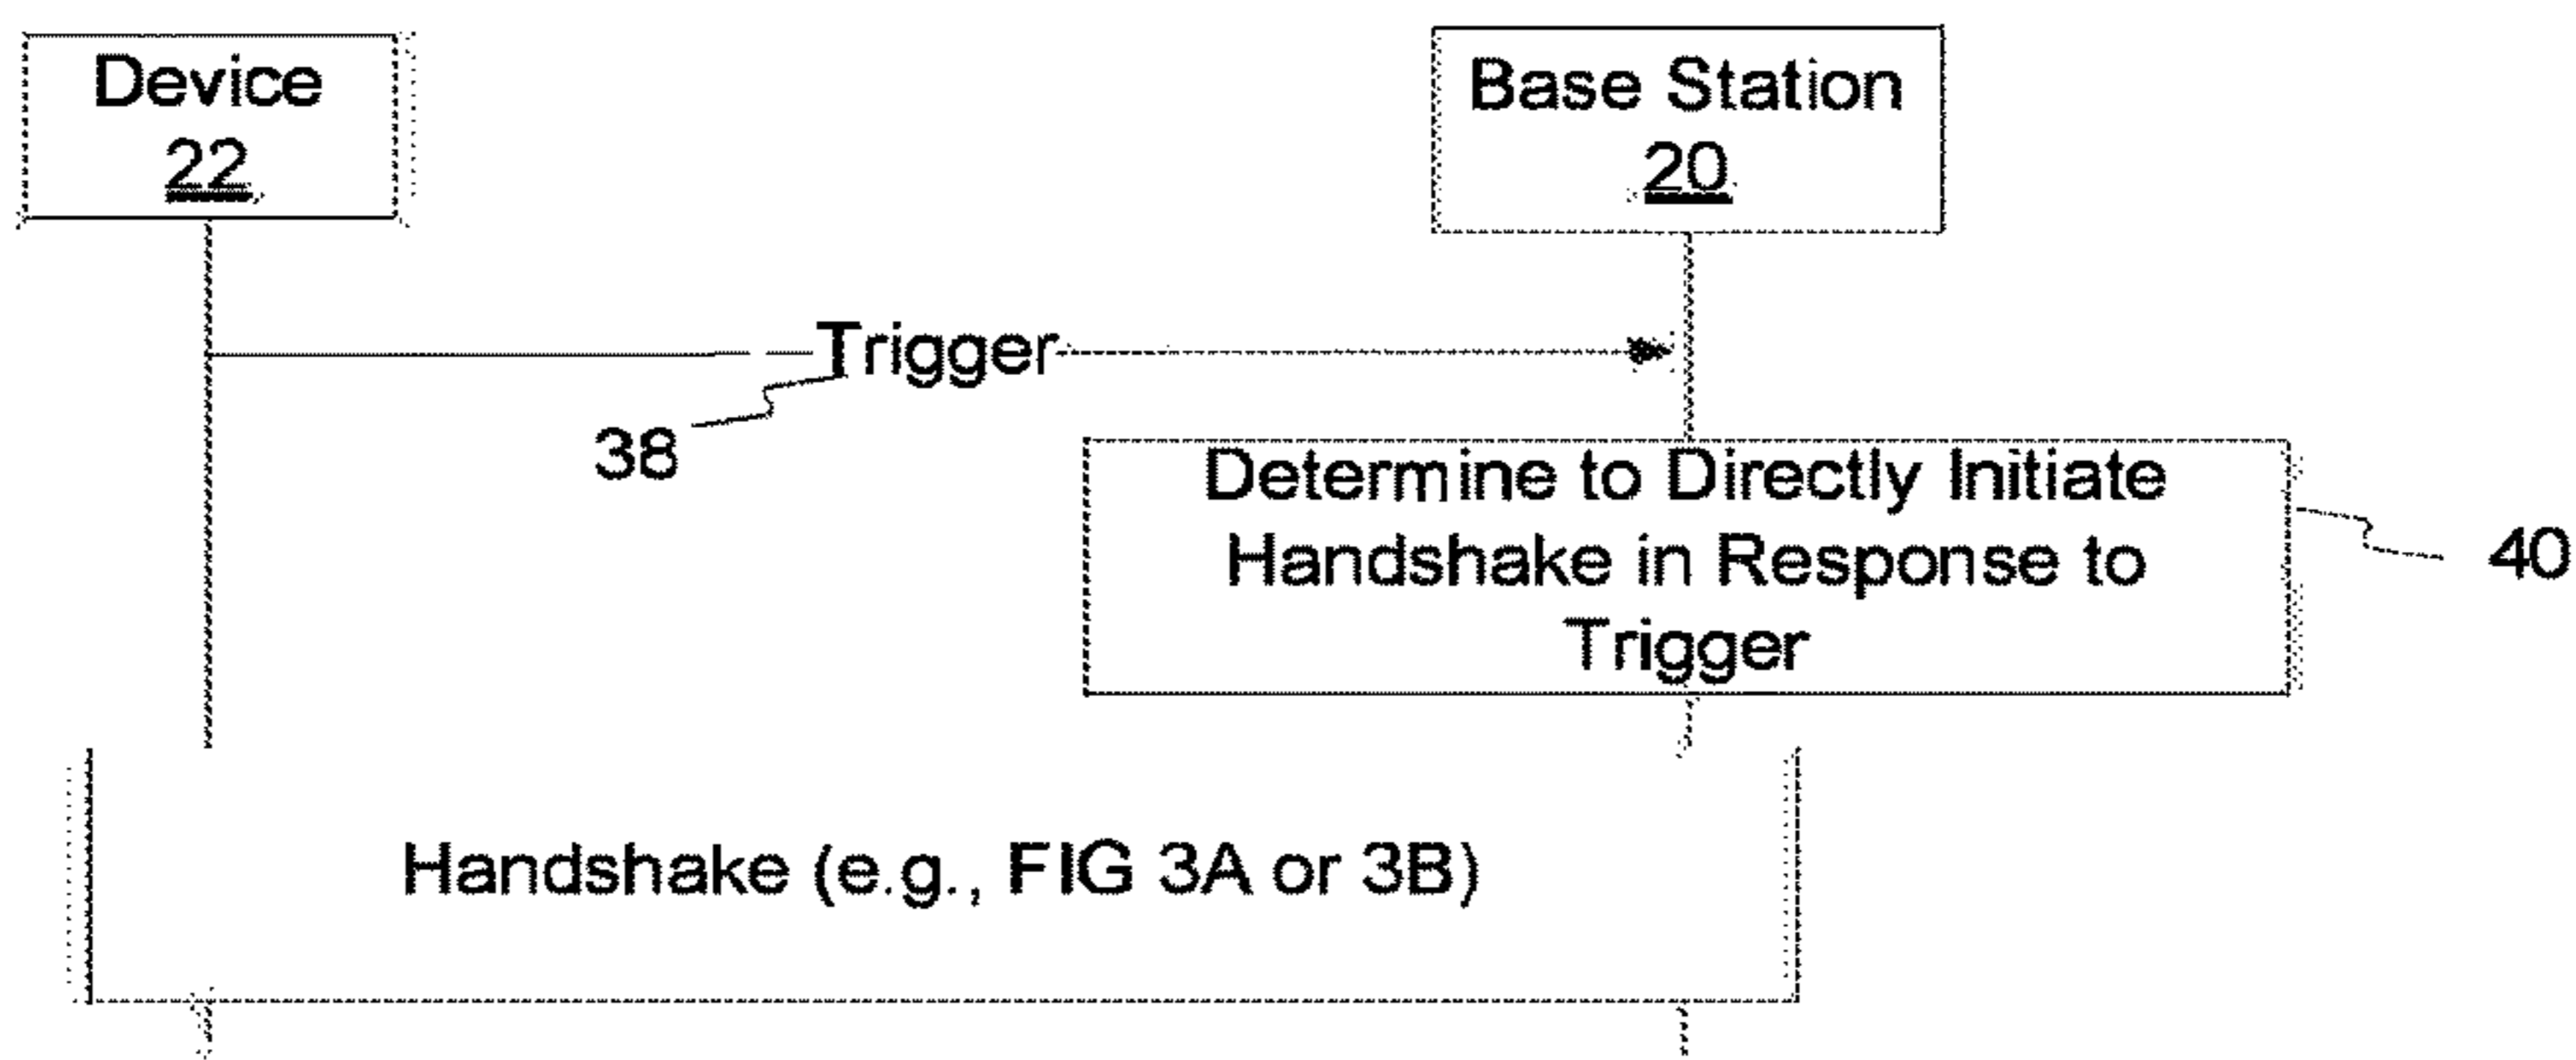 Device
22
Base Station
20
Trigger
38
Determine to Directly Initiate
Handshake in Response to
Trigger
40
Handshake (e.g., FIG 3A or 3B)